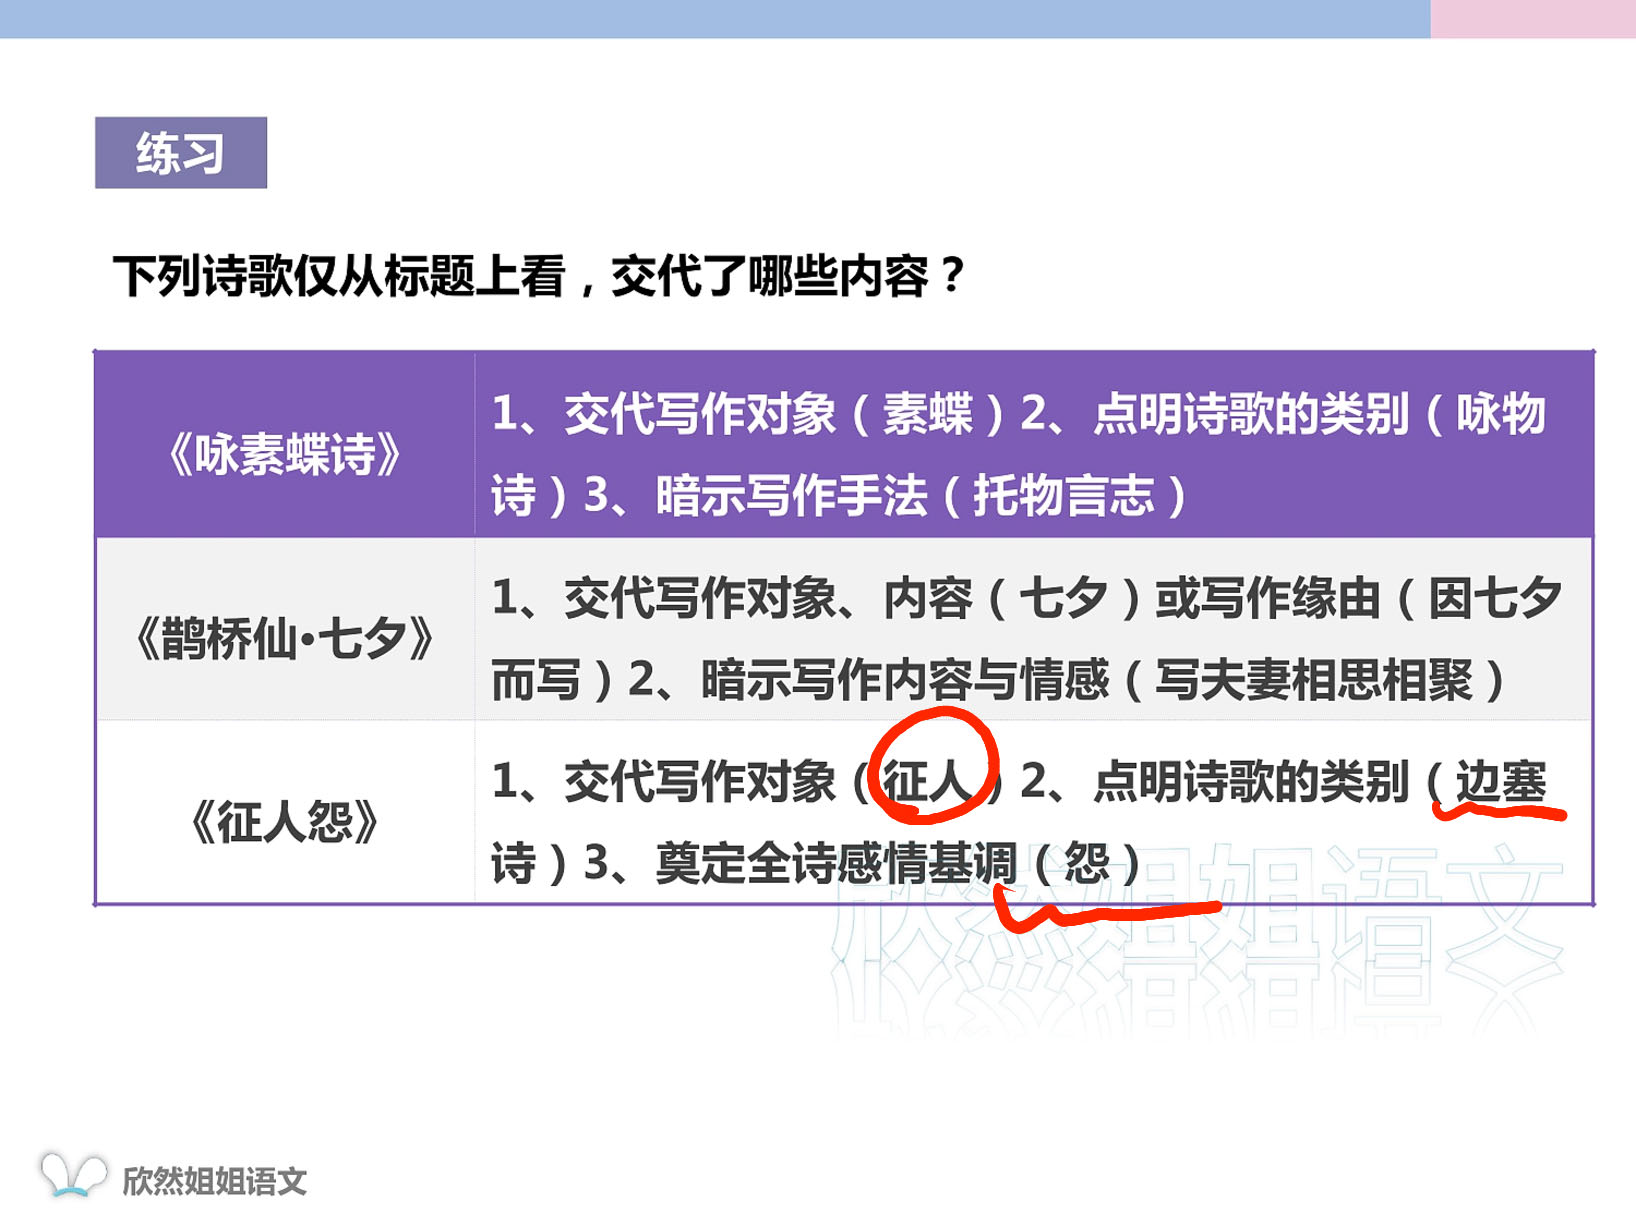 练习
下列诗歌仅从标题上看，交代了哪些内容？
《咏素蝶诗》
1、交代写作对象（素蝶）2、点明诗歌的类别（咏物
诗）3、暗示写作手法（托物言志）
《鹊桥仙·七夕》
1、交代写作对象、内容（七夕）或写作缘由（因七夕
而写）2、暗示写作内容与情感（写夫妻相思相聚）
《征人怨》
1、交代写作对象（征人）2、点明诗歌的类别（边塞
诗）3、奠定全诗感情基调（怨）
欣然姐姐语文
欣然姐姐语文